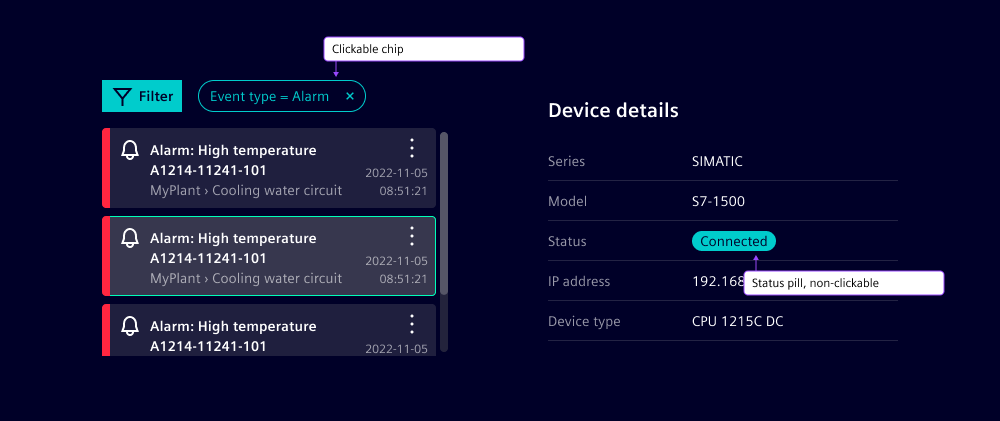 Clickable chip
Filter
Event type = Alarm ×
Alarm: High temperature
A1214-11241-101
2022-11-05
MyPlant › Cooling water circuit
08:51:21
Alarm: High temperature
A1214-11241-101
2022-11-05
MyPlant › Cooling water circuit
08:51:21
Alarm: High temperature
A1214-11241-101
2022-11-05
Device details
Series SIMATIC
Model S7-1500
Status Connected
IP address 192.168
Status pill, non-clickable
Device type CPU 1215C DC